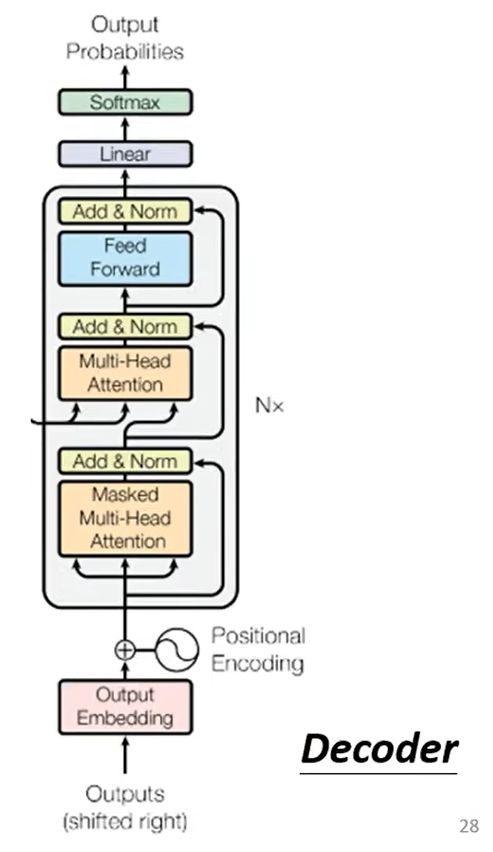 Output
Probabilities
Softmax
Linear
Add & Norm
Feed
Forward
Add & Norm
Multi-Head
Attention
N×
Add & Norm
Masked
Multi-Head
Attention
Positional
Encoding
Output
Embedding
Decoder
Outputs
(shifted right)
28